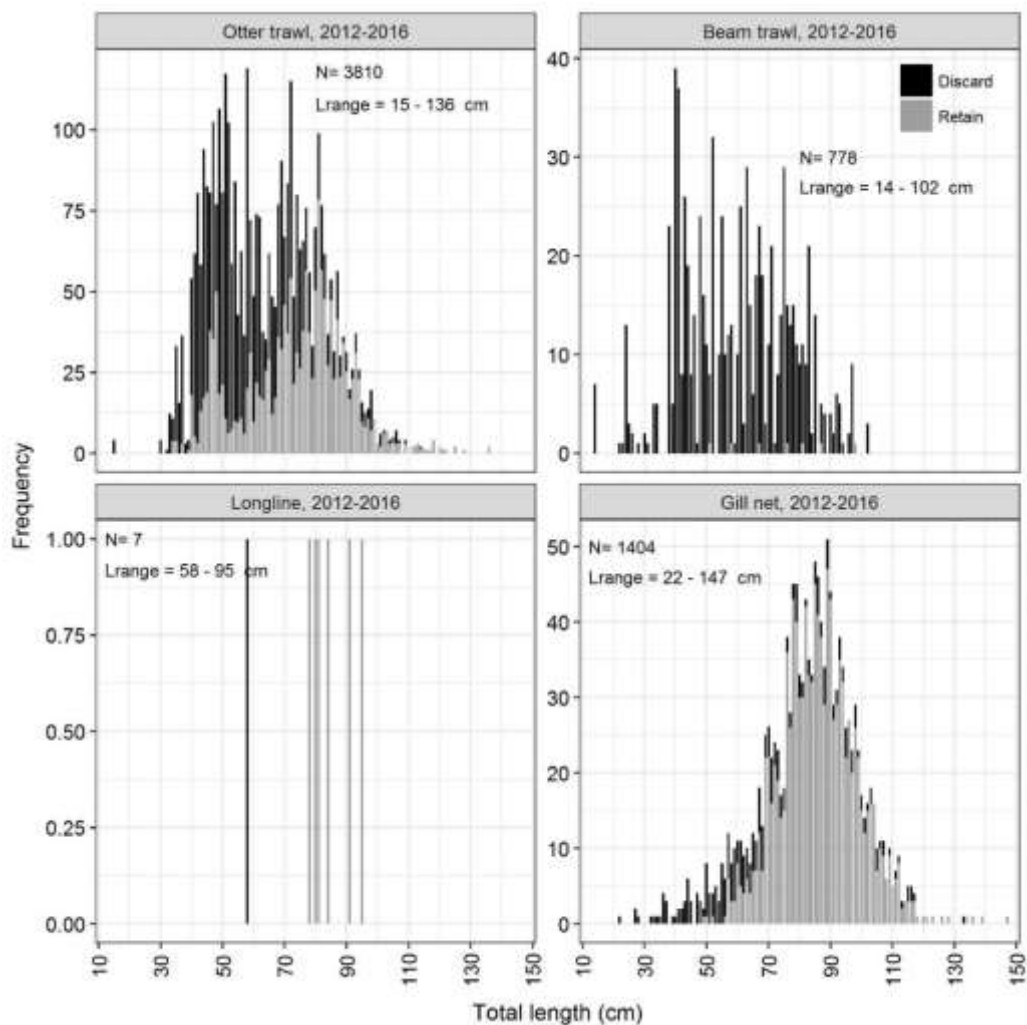 Otter trawl, 2012-2016
N= 3810
Lrange = 15 - 136 cm
100
75
50
25
0
Beam trawl, 2012-2016
Discard
Retain
N= 778
Lrange = 14 - 102 cm
40
30
20
10
0
Frequency
Longline, 2012-2016
N= 7
Lrange = 58 - 95 cm
1.00
0.75
0.50
0.25
0.00
10 30 50 70 90 110 130 150
Gill net, 2012-2016
N= 1404
Lrange = 22 - 147 cm
50
40
30
20
10
0
10 30 50 70 90 110 130 150
Total length (cm)